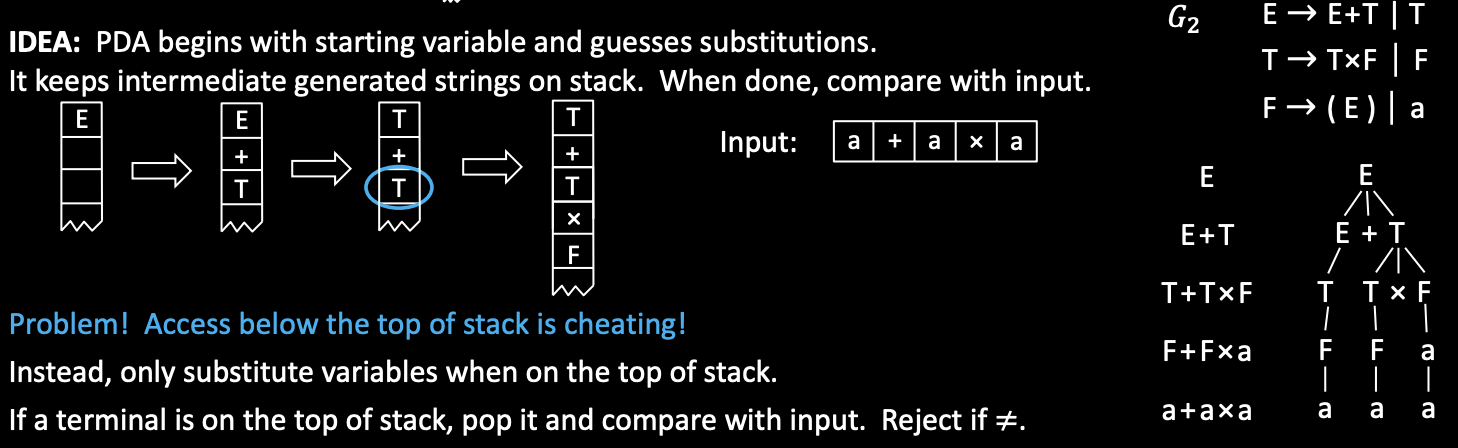 IDEA: PDA begins with starting variable and guesses substitutions.
It keeps intermediate generated strings on stack. When done, compare with input.
E
E
+
T
T
+
T
T
+
T
×
F
Input: a + a × a
Problem! Access below the top of stack is cheating!
Instead, only substitute variables when on the top of stack.
If a terminal is on the top of stack, pop it and compare with input. Reject if ≠.
G₂ E → E+T | T
T → T×F | F
F → ( E ) | a
E
E+T
T+T×F
F+F×a
a+a×a
E
E + T
T T × F
F F a
a a a